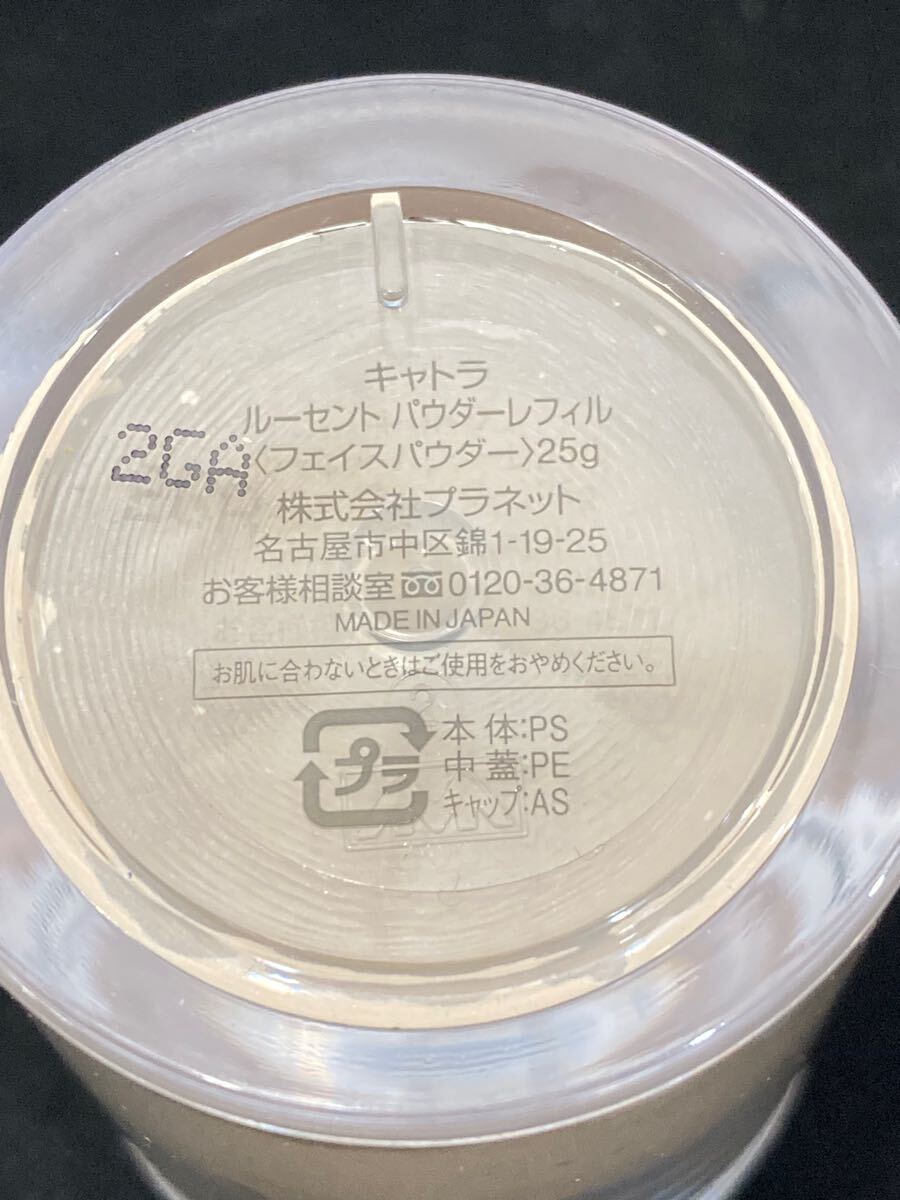 キャトラ
ルーセント パウダーレフィル
2GA
〈フェイスパウダー〉25g
株式会社プラネット
名古屋市中区錦1-19-25
お客様相談室 0120-36-4871
MADE IN JAPAN
お肌に合わないときはご使用をおやめください。
プラ
本体:PS
中蓋:PE
キャップ:AS